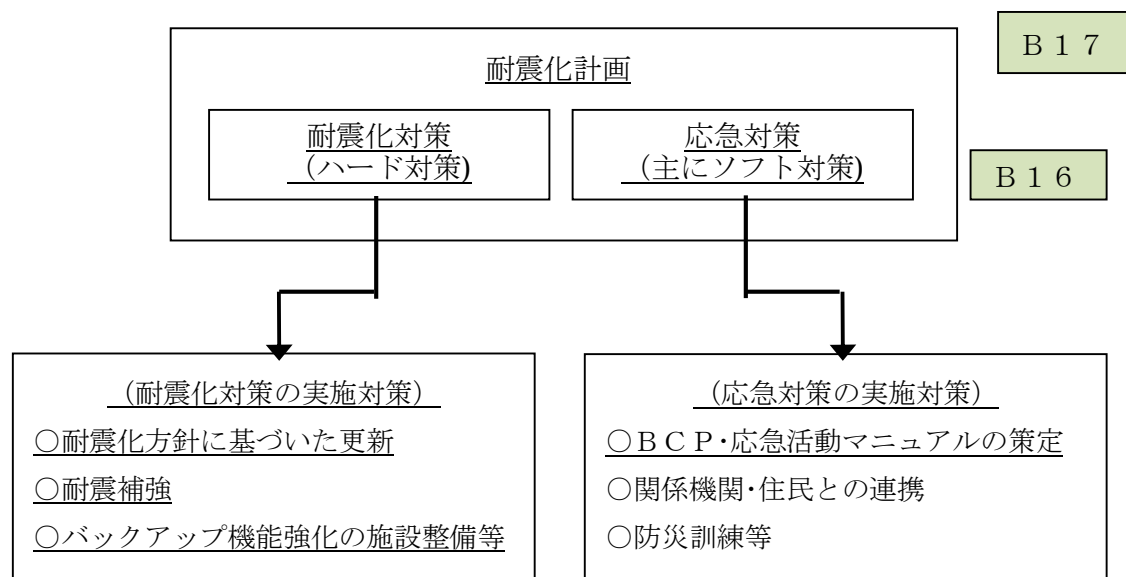 Ｂ１７
耐震化計画
耐震化対策
（ハード対策)
応急対策
（主にソフト対策)
Ｂ１６
（耐震化対策の実施対策）
○耐震化方針に基づいた更新
○耐震補強
○バックアップ機能強化の施設整備等
（応急対策の実施対策）
○ＢＣＰ･応急活動マニュアルの策定
○関係機関･住民との連携
○防災訓練等